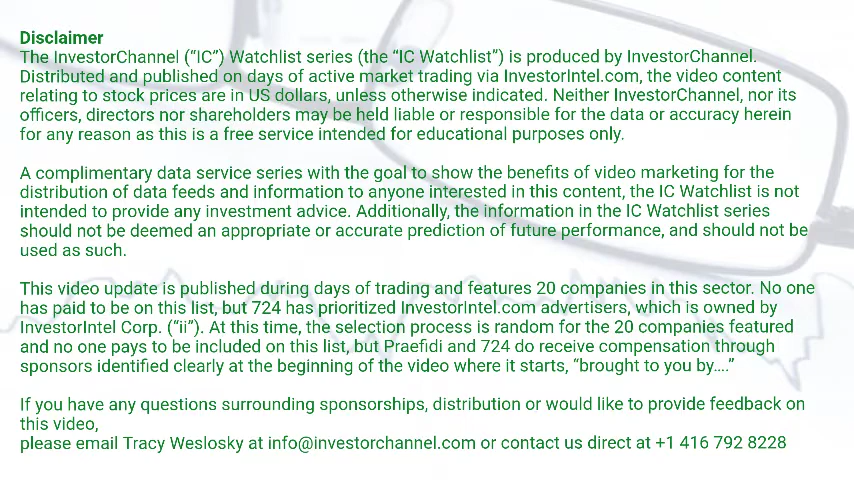 Disclaimer
The InvestorChannel (“IC”) Watchlist series (the “IC Watchlist”) is produced by InvestorChannel.
Distributed and published on days of active market trading via InvestorIntel.com, the video content
relating to stock prices are in US dollars, unless otherwise indicated. Neither InvestorChannel, nor its
officers, directors nor shareholders may be held liable or responsible for the data or accuracy herein
for any reason as this is a free service intended for educational purposes only.
A complimentary data service series with the goal to show the benefits of video marketing for the
distribution of data feeds and information to anyone interested in this content, the IC Watchlist is not
intended to provide any investment advice. Additionally, the information in the IC Watchlist series
should not be deemed an appropriate or accurate prediction of future performance, and should not be
used as such.
This video update is published during days of trading and features 20 companies in this sector. No one
has paid to be on this list, but 724 has prioritized InvestorIntel.com advertisers, which is owned by
InvestorIntel Corp. (“ii”). At this time, the selection process is random for the 20 companies featured
and no one pays to be included on this list, but Praefidi and 724 do receive compensation through
sponsors identified clearly at the beginning of the video where it starts, “brought to you by....”
If you have any questions surrounding sponsorships, distribution or would like to provide feedback on
this video,
please email Tracy Weslosky at info@investorchannel.com or contact us direct at +1 416 792 8228